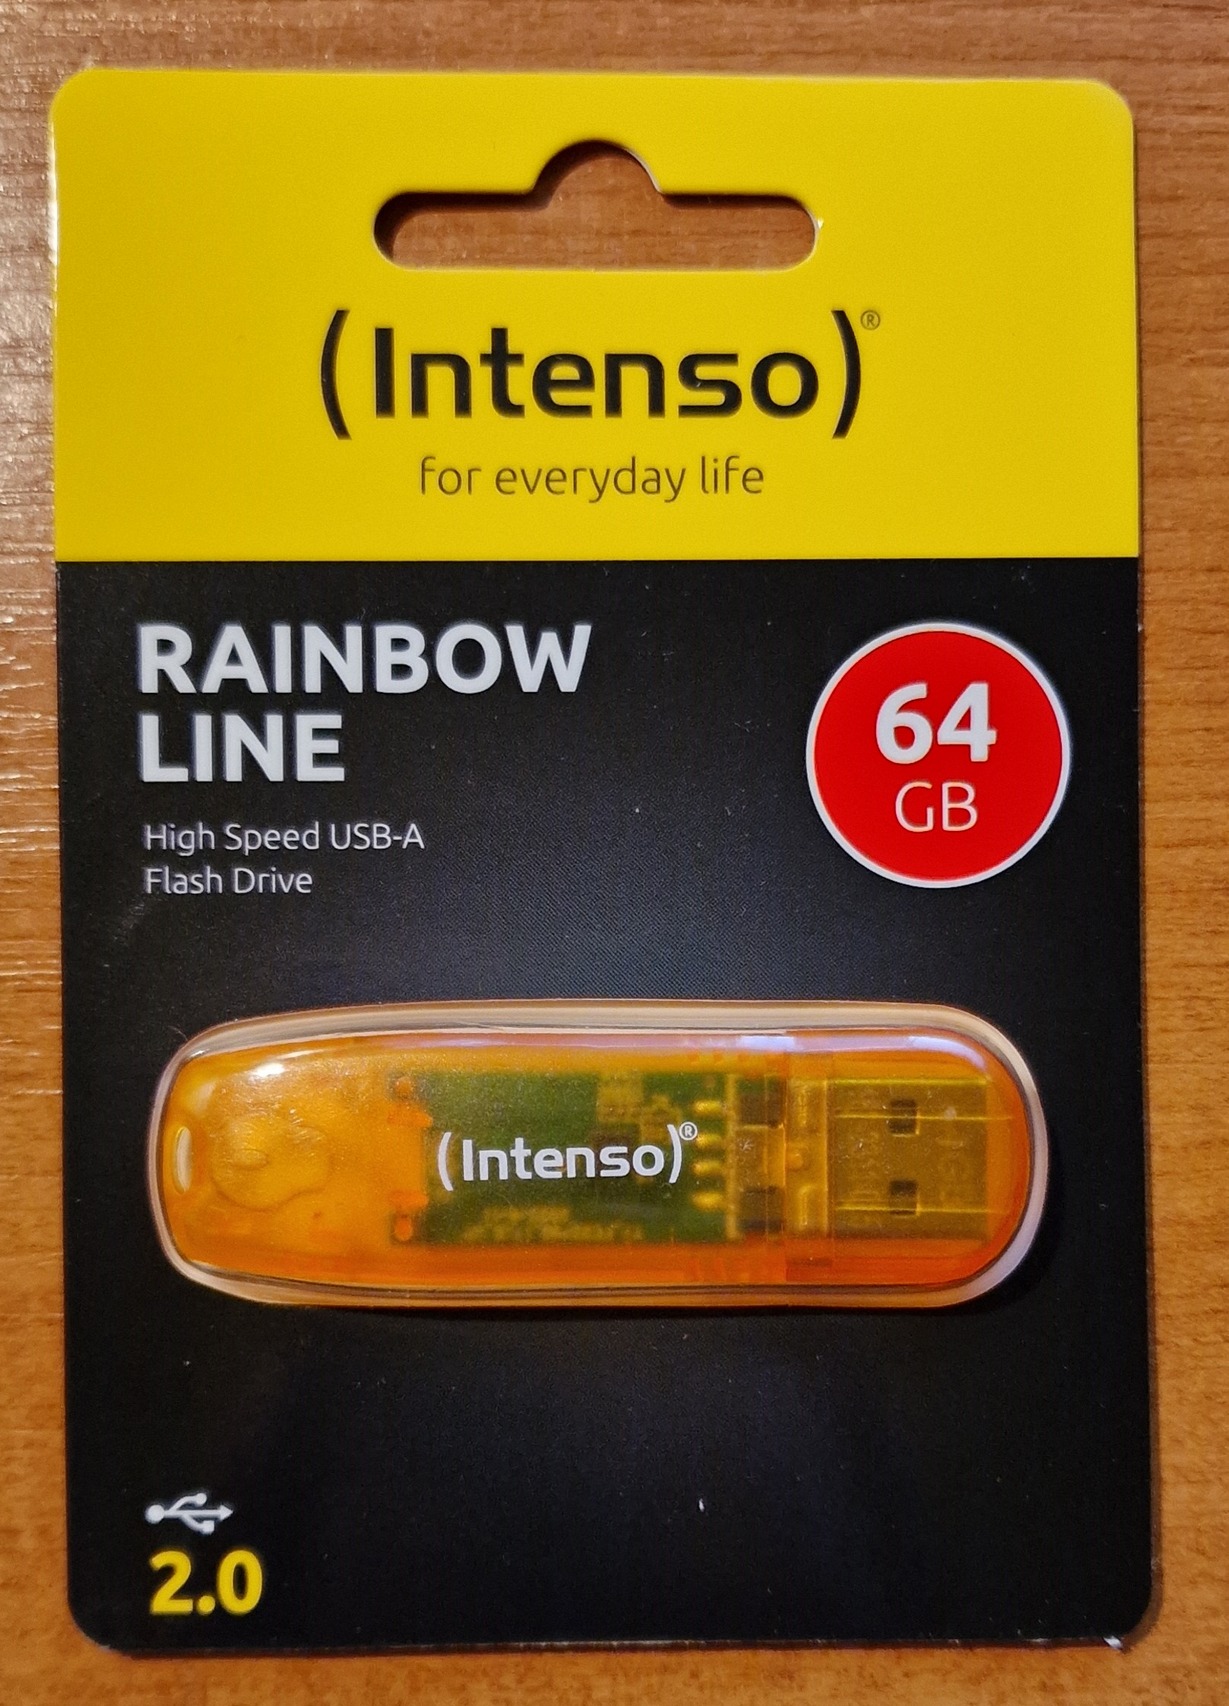 (Intenso)®
for everyday life
RAINBOW
LINE
64
GB
High Speed USB-A
Flash Drive
(Intenso)®
2.0